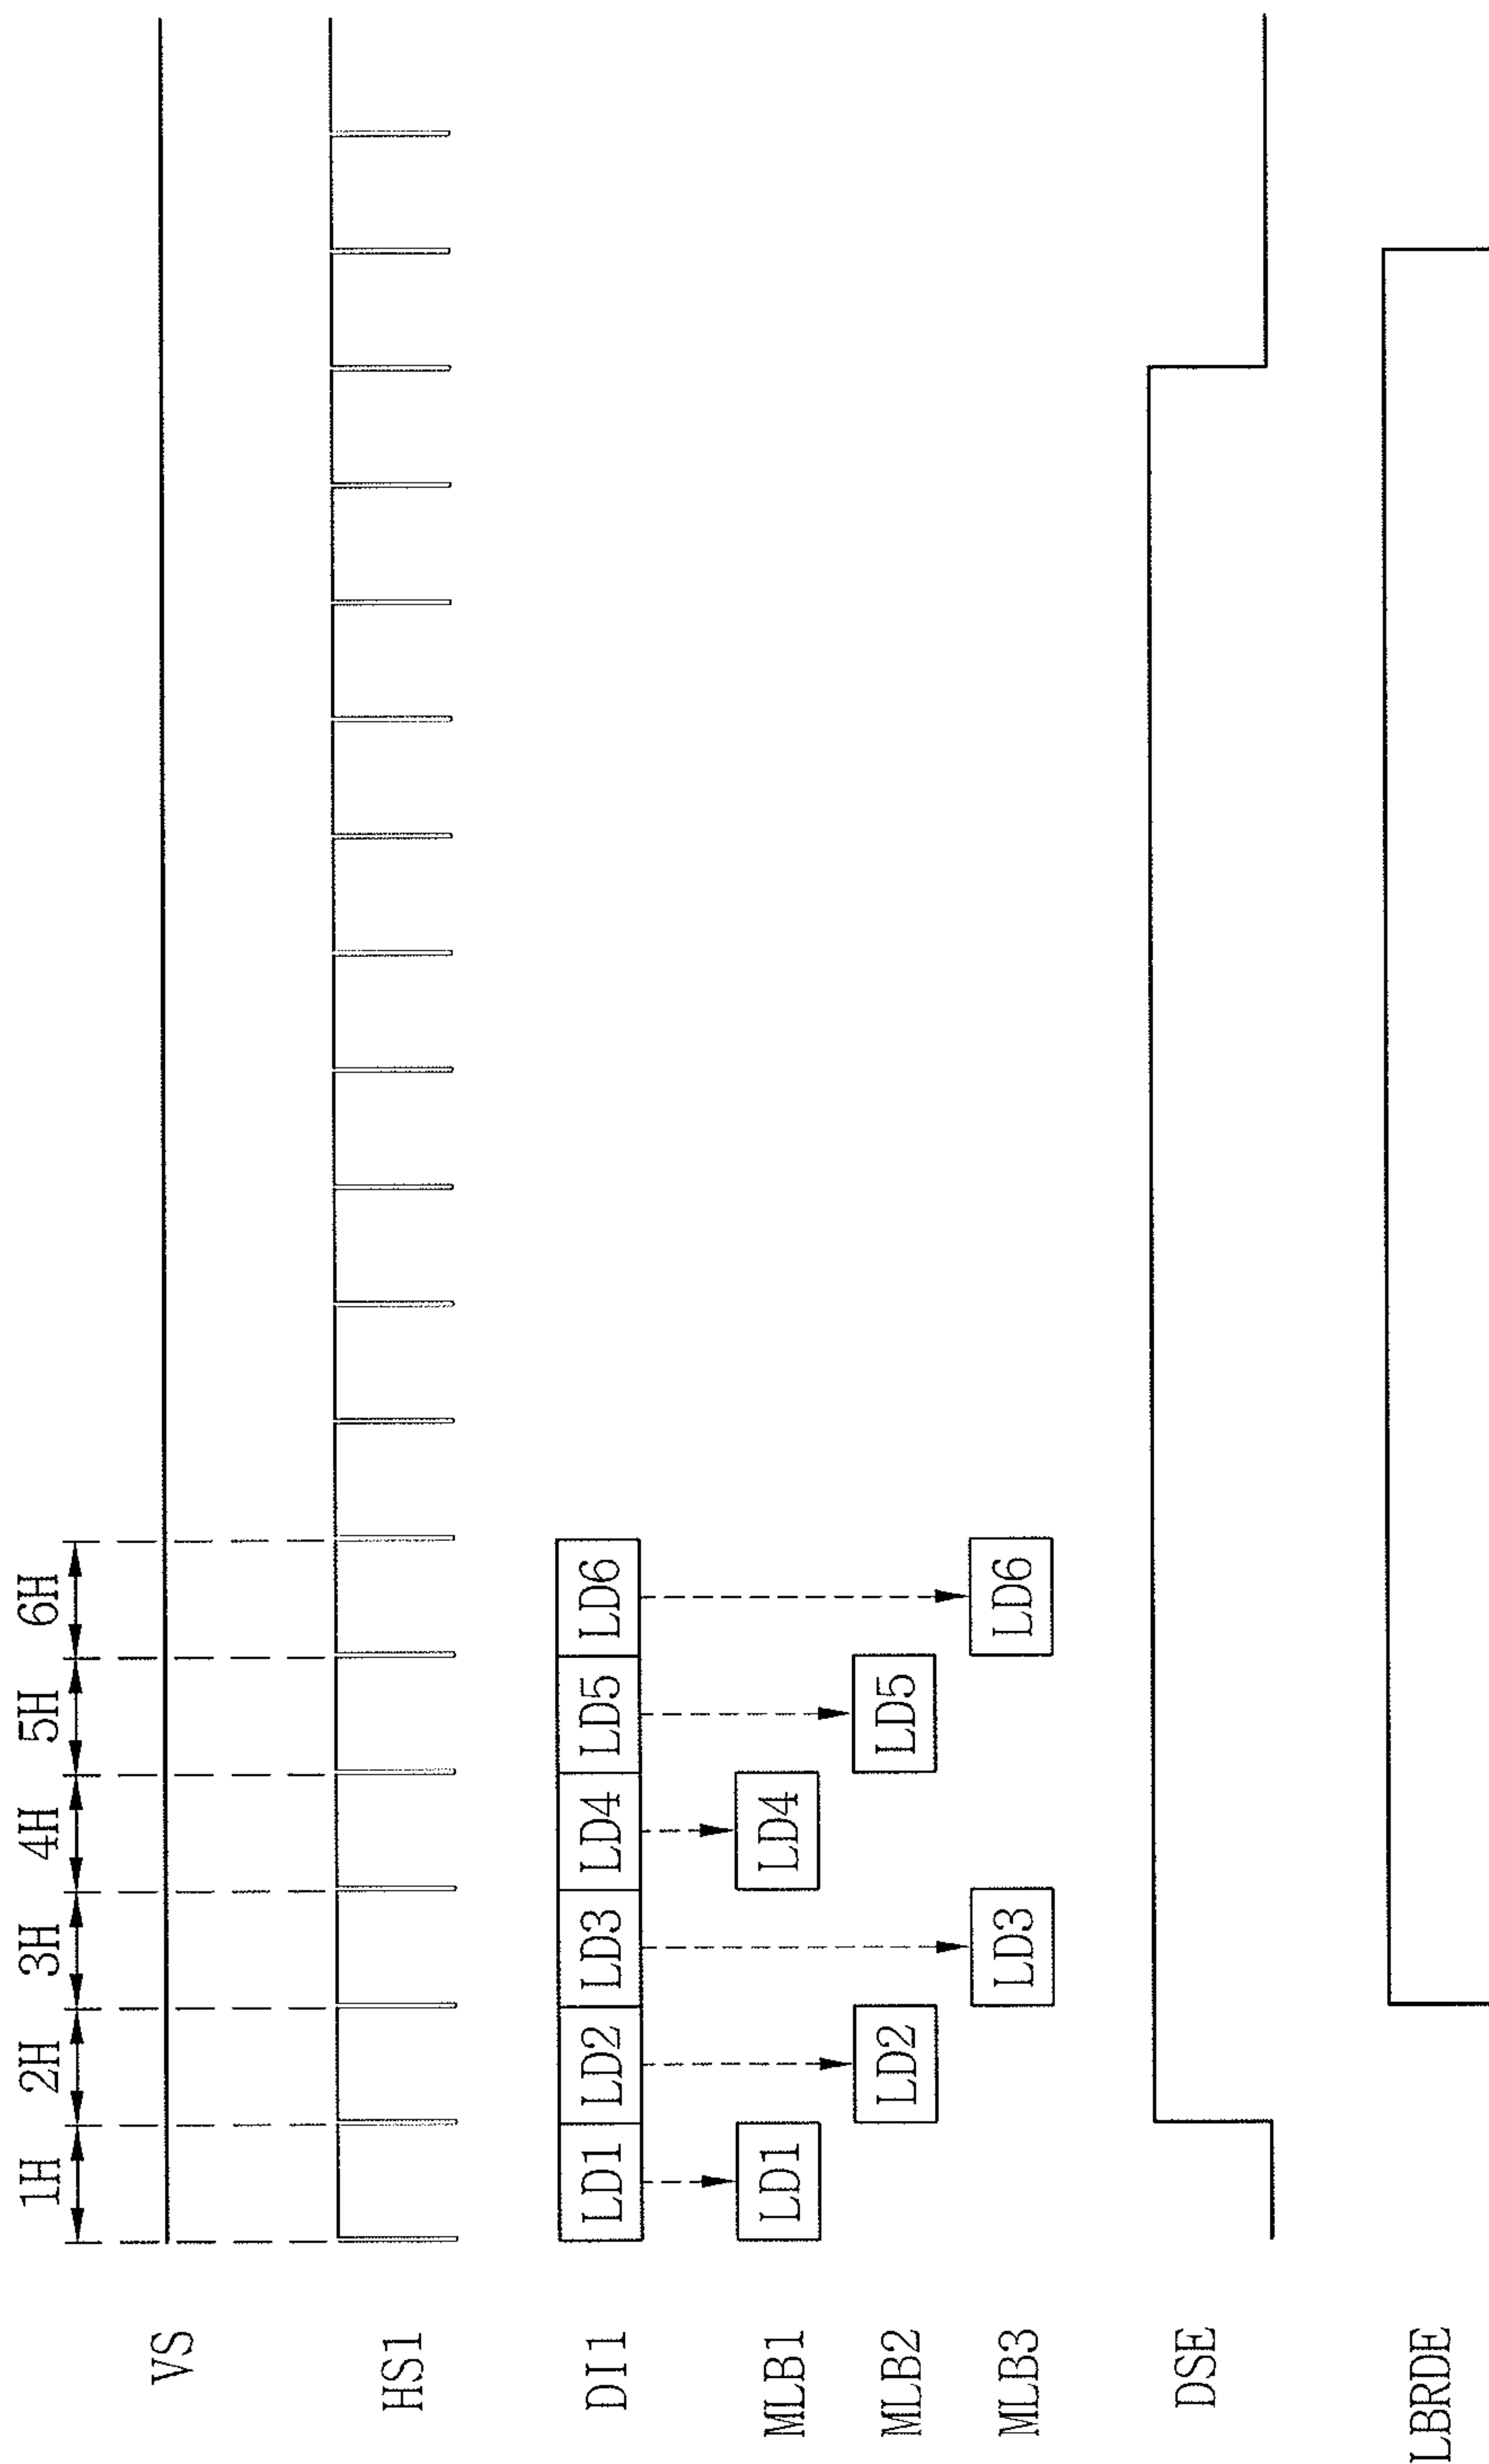 1H 2H 3H 4H 5H 6H
VS
HS1
DI1 LD1 LD2 LD3 LD4 LD5 LD6
MLB1 LD1 LD4
MLB2 LD2 LD5
MLB3 LD3 LD6
DSE
LBRDE